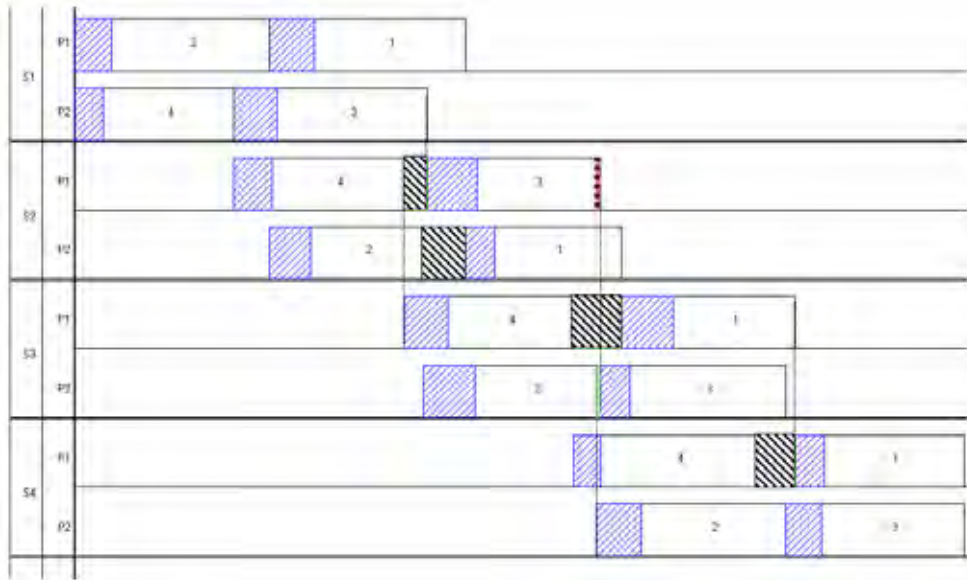 P1 2 1
S1
P2 4 3
P1 4 3
S2
P2 2 1
P1 4 1
S3
P2 2 3
P1 4 1
S4
P2 2 3